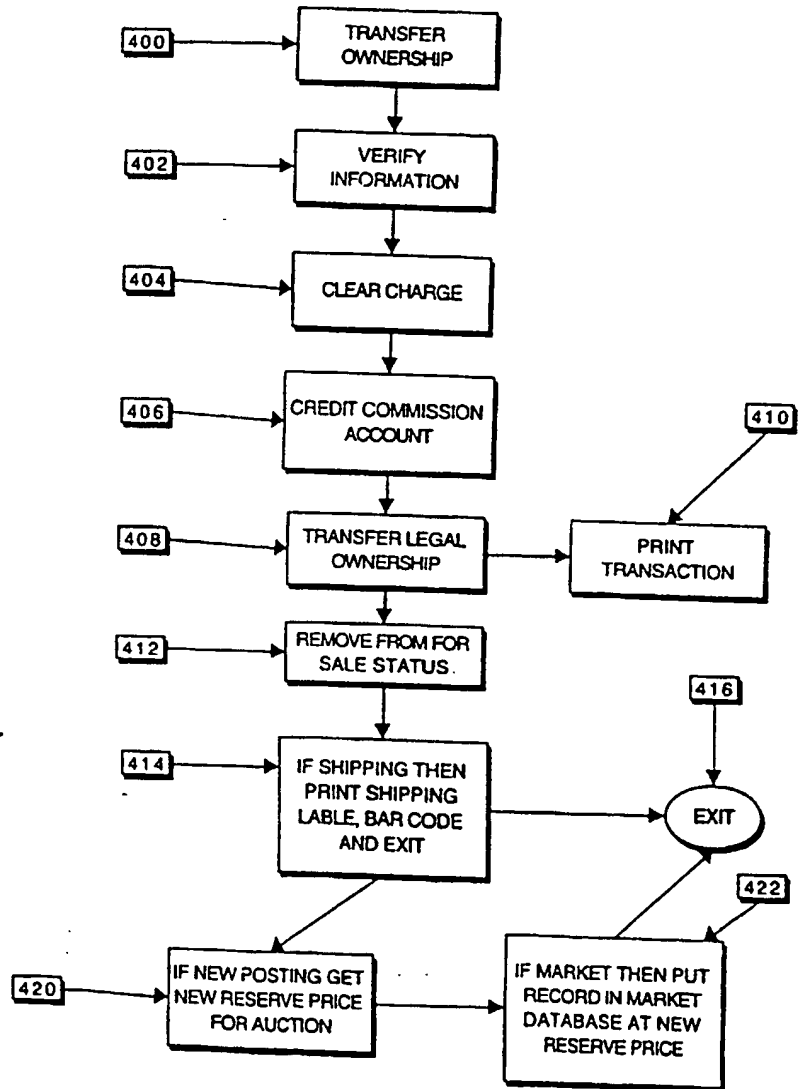 400
TRANSFER
OWNERSHIP
402
VERIFY
INFORMATION
404
CLEAR CHARGE
406
CREDIT COMMISSION
ACCOUNT
410
408
TRANSFER LEGAL
OWNERSHIP
PRINT
TRANSACTION
412
REMOVE FROM FOR
SALE STATUS.
416
414
IF SHIPPING THEN
PRINT SHIPPING
LABLE, BAR CODE
AND EXIT
EXIT
422
420
IF NEW POSTING GET
NEW RESERVE PRICE
FOR AUCTION
IF MARKET THEN PUT
RECORD IN MARKET
DATABASE AT NEW
RESERVE PRICE